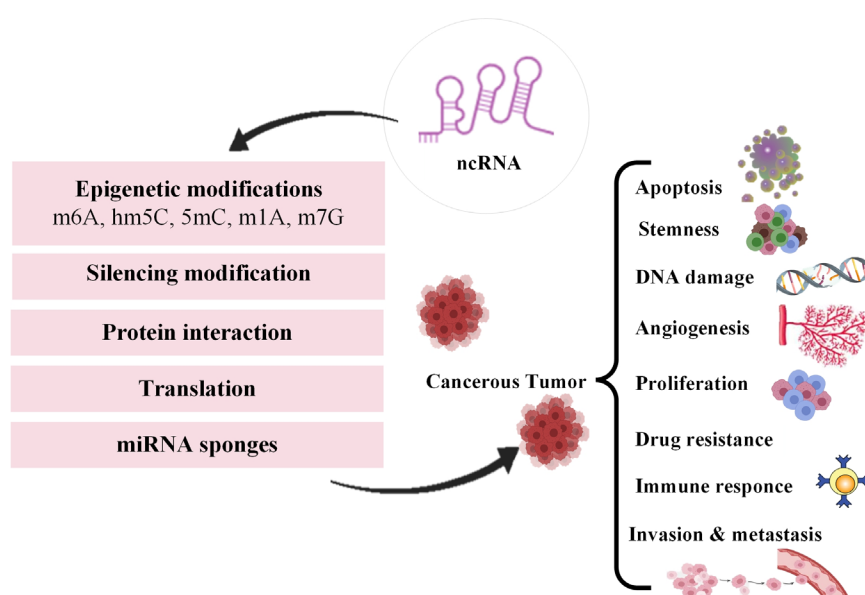 ncRNA
Epigenetic modifications
m6A, hm5C, 5mC, m1A, m7G
Silencing modification
Protein interaction
Translation
miRNA sponges
Cancerous Tumor
Apoptosis
Stemness
DNA damage
Angiogenesis
Proliferation
Drug resistance
Immune responce
Invasion & metastasis